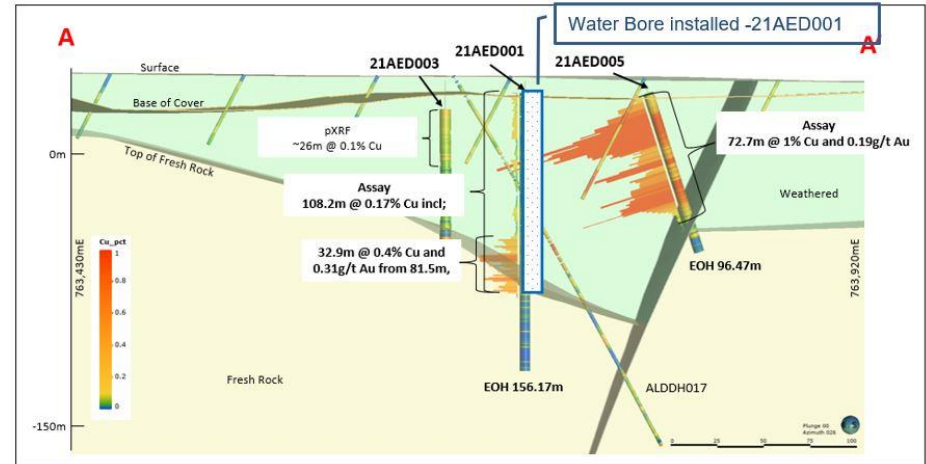 Water Bore installed -21AED001
A
A'
21AED001
21AED003
21AED005
Surface
Base of Cover
pXRF
~26m @ 0.1% Cu
Assay
72.7m @ 1% Cu and 0.19g/t Au
0m
Top of Fresh Rock
Assay
108.2m @ 0.17% Cu incl;
Weathered
32.9m @ 0.4% Cu and
0.31g/t Au from 81.5m,
Cu_pct
1
0.8
0.6
0.4
0.2
0
763,430mE
763,920mE
EOH 96.47m
Fresh Rock
EOH 156.17m
ALDDH017
-150m
Plunge 00
Azimuth 026
0 25 50 75 100